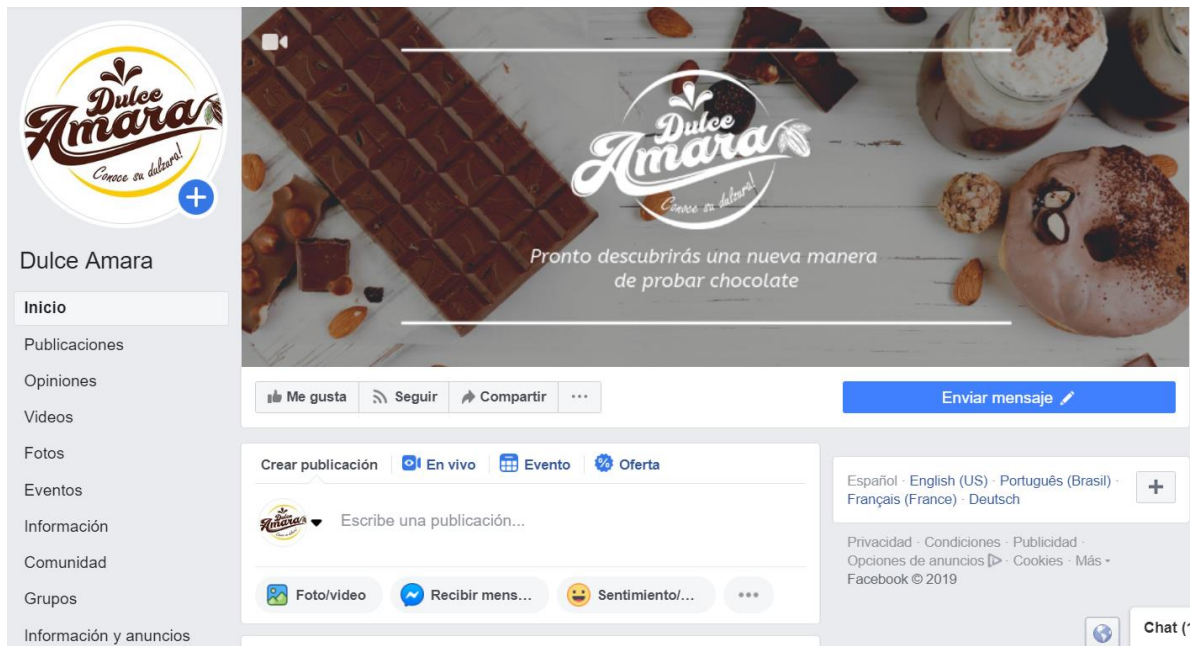 Dulce
Amara
Conoce su dulzura!
Dulce Amara
Inicio
Publicaciones
Opiniones
Videos
Fotos
Eventos
Información
Comunidad
Grupos
Información y anuncios
Dulce
Amara
Conoce su dulzura!
Pronto descubrirás una nueva manera
de probar chocolate
Me gusta Seguir Compartir ...
Enviar mensaje
Crear publicación En vivo Evento Oferta
Dulce
Amara
Escribe una publicación...
Foto/video Recibir mens... Sentimiento/... ...
Español · English (US) · Português (Brasil) ·
Français (France) · Deutsch
Privacidad · Condiciones · Publicidad ·
Opciones de anuncios · Cookies · Más
Facebook © 2019
Chat (1